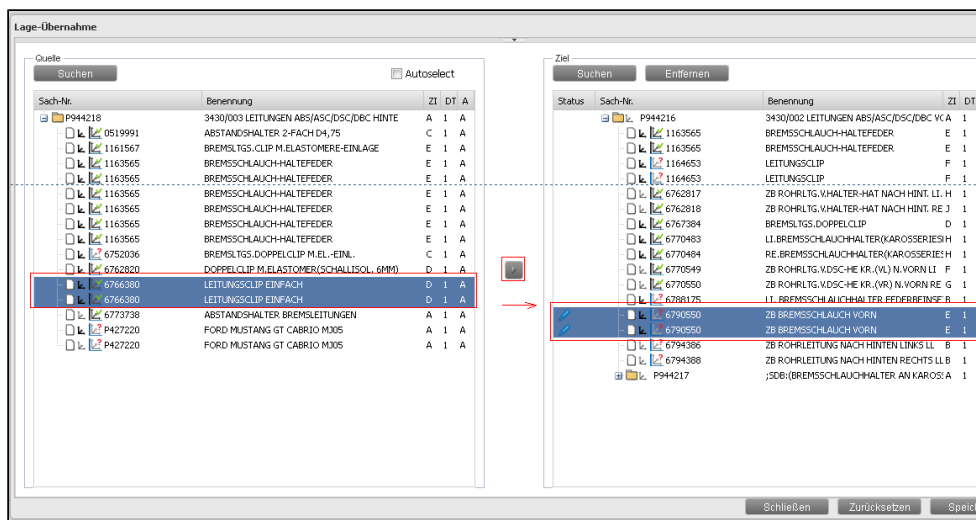 Lage-Übernahme
Quelle
Suchen Autoselect
Sach-Nr. Benennung ZI DT A
P944218 3430/003 LEITUNGEN ABS/ASC/DSC/DBC HINTE A 1 A
0519991 ABSTANDSHALTER 2-FACH D4,75 C 1 A
1161567 BREMSLTGS.CLIP M.ELASTOMERE-EINLAGE E 1 A
1163565 BREMSSCHLAUCH-HALTEFEDER E 1 A
1163565 BREMSSCHLAUCH-HALTEFEDER E 1 A
1163565 BREMSSCHLAUCH-HALTEFEDER E 1 A
1163565 BREMSSCHLAUCH-HALTEFEDER E 1 A
1163565 BREMSSCHLAUCH-HALTEFEDER E 1 A
1163565 BREMSSCHLAUCH-HALTEFEDER E 1 A
6752036 BREMSLTGS.DOPPELCLIP M.EL.-EINL. C 1 A
6762820 DOPPELCLIP M.ELASTOMER(SCHALLISOL. 6MM) D 1 A
6766380 LEITUNGSCLIP EINFACH D 1 A
6766380 LEITUNGSCLIP EINFACH D 1 A
6773738 ABSTANDSHALTER BREMSLEITUNGEN A 1 A
P427220 FORD MUSTANG GT CABRIO MJ05 A 1 A
P427220 FORD MUSTANG GT CABRIO MJ05 A 1 A
Ziel
Suchen Entfernen
Status Sach-Nr. Benennung ZI DT
P944216 3430/002 LEITUNGEN ABS/ASC/DSC/DBC VC A 1
1163565 BREMSSCHLAUCH-HALTEFEDER E 1
1163565 BREMSSCHLAUCH-HALTEFEDER E 1
1164653 LEITUNGSCLIP F 1
1164653 LEITUNGSCLIP F 1
6762817 ZB ROHRLTG.V.HALTER-HAT NACH HINT. LI. H 1
6762818 ZB ROHRLTG.V.HALTER-HAT NACH HINT. RE J 1
6767384 BREMSLTGS.DOPPELCLIP D 1
6770483 LI.BREMSSCHLAUCHHALTER(KAROSSERIESI H 1
6770484 RE.BREMSSCHLAUCHHALTER(KAROSSERIE: H 1
6770549 ZB ROHRLTG.V.DSC-HE KR.(VL) N.VORN LI F 1
6770550 ZB ROHRLTG.V.DSC-HE KR.(VR) N.VORN RE G 1
6788175 LI. BREMSSCHLAUCHHALTER FEDERBEINSE B 1
6790550 ZB BREMSSCHLAUCH VORN E 1
6790550 ZB BREMSSCHLAUCH VORN E 1
6794386 ZB ROHRLEITUNG NACH HINTEN LINKS LL B 1
6794388 ZB ROHRLEITUNG NACH HINTEN RECHTS LL B 1
P944217 ;SDB:(BREMSSCHLAUCHHALTER AN KAROS: A 1
Schließen Zurücksetzen Speich